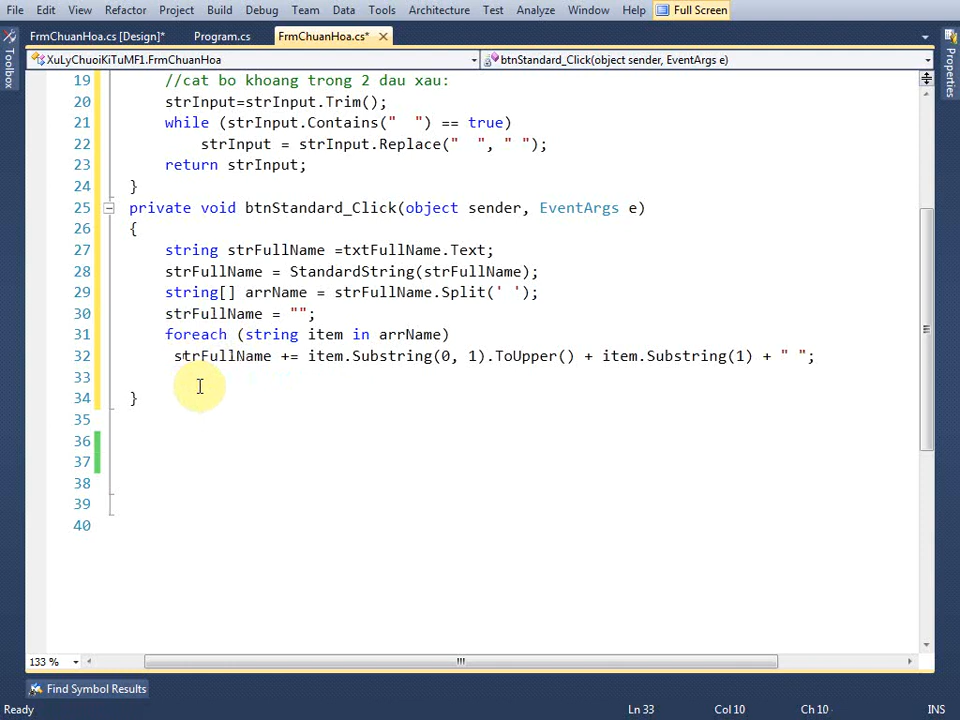 File Edit View Refactor Project Build Debug Team Data Tools Architecture Test Analyze Window Help Full Screen
FrmChuanHoa.cs [Design]* Program.cs FrmChuanHoa.cs*
XuLyChuoiKiTuMF1.FrmChuanHoa btnStandard_Click(object sender, EventArgs e)
Toolbox
Properties
19 //cat bo khoang trong 2 dau xau:
20 strInput=strInput.Trim();
21 while (strInput.Contains("  ") == true)
22 strInput = strInput.Replace("  ", " ");
23 return strInput;
24 }
25 private void btnStandard_Click(object sender, EventArgs e)
26 {
27 string strFullName =txtFullName.Text;
28 strFullName = StandardString(strFullName);
29 string[] arrName = strFullName.Split(' ');
30 strFullName = "";
31 foreach (string item in arrName)
32 strFullName += item.Substring(0, 1).ToUpper() + item.Substring(1) + " ";
33
34 }
35
36
37
38
39
40
133 %
Find Symbol Results
Ready Ln 33 Col 10 Ch 10 INS